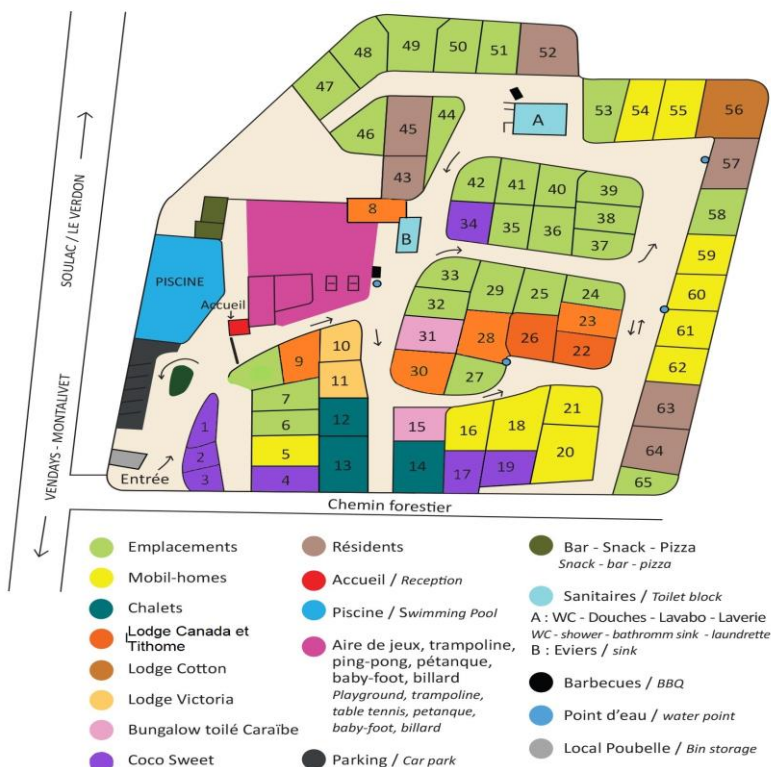 48
49
50
51
52
47
53
54
55
56
44
45
46
A
57
43
42
41
40
39
58
8
34
35
36
38
37
B
59
SOULAC / LE VERDON
PISCINE
33
29
25
24
60
32
Accueil
31
28
26
23
61
10
22
9
30
27
62
11
7
21
1
6
12
15
16
18
63
20
2
5
VENDAYS - MONTALIVET
13
14
17
19
64
Entrée
3
4
65
Chemin forestier
Emplacements
Mobil-homes
Chalets
Lodge Canada et
Tithome
Lodge Cotton
Lodge Victoria
Bungalow toilé Caraïbe
Coco Sweet
Résidents
Accueil / Reception
Piscine / Swimming Pool
Aire de jeux, trampoline,
ping-pong, pétanque,
baby-foot, billard
Playground, trampoline,
table tennis, petanque,
baby-foot, billard
Parking / Car park
Bar - Snack - Pizza
Snack - bar - pizza
Sanitaires / Toilet block
A : WC - Douches - Lavabo - Laverie
WC - shower - bathromm sink - laundrette
B : Eviers / sink
Barbecues / BBQ
Point d'eau / water point
Local Poubelle / Bin storage